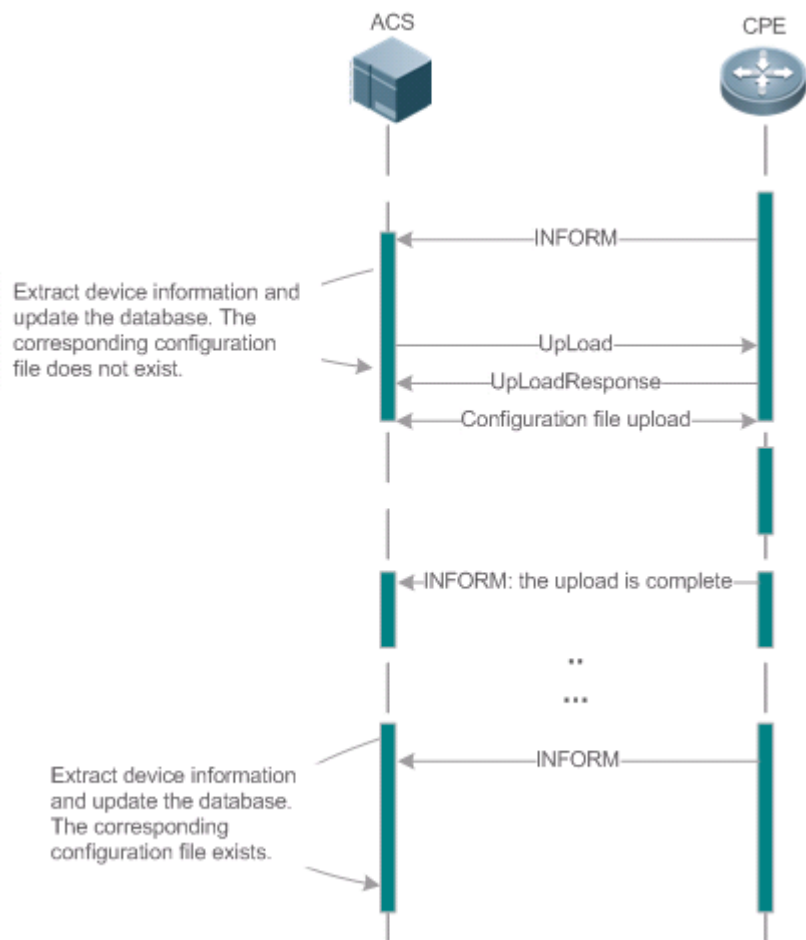 ACS
CPE
INFORM
Extract device information and
update the database. The
corresponding configuration
file does not exist.
UpLoad
UpLoadResponse
Configuration file upload
INFORM: the upload is complete
..
...
INFORM
Extract device information
and update the database.
The corresponding
configuration file exists.